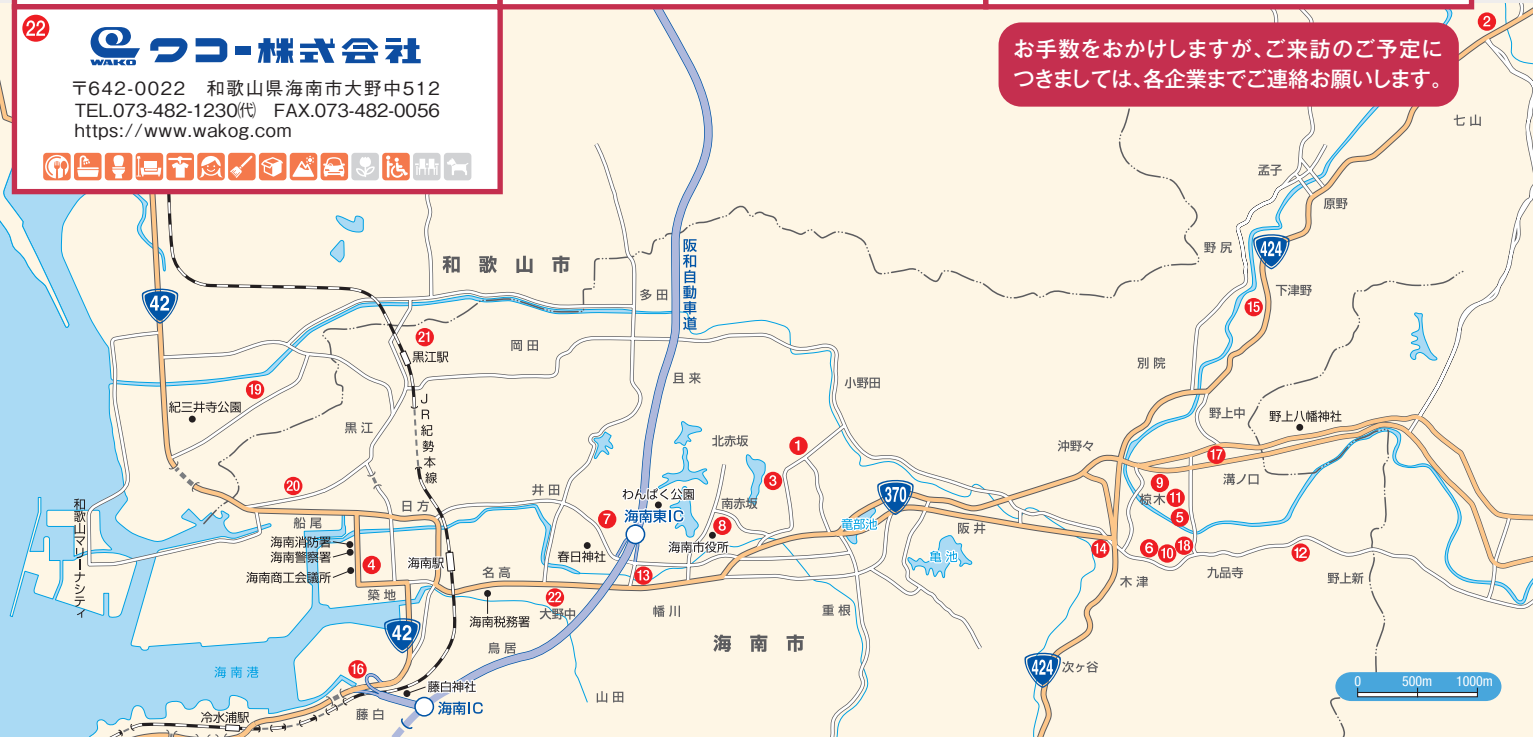 22
WAKO
ワコー株式会社
〒642-0022 和歌山県海南市大野中512
TEL.073-482-1230㈹ FAX.073-482-0056
https://www.wakog.com
お手数をおかけしますが、ご来訪のご予定に
つきましては、各企業までご連絡お願いします。
2
七山
孟子
原野
野尻
424
下津野
15
別院
和歌山市
阪和自動車道
多田
42
21
黒江駅
岡田
且来
小野田
19
紀三井寺公園
黒江
JR紀勢本線
北赤坂
1
3
野上中
野上八幡神社
沖野々
17
溝ノ口
9
椋木
11
5
20
日方
井田
わんぱく公園
南赤坂
370
和歌山マリーナシティ
船尾
7
海南東IC
8
竜部池
阪井
海南消防署
海南警察署
海南商工会議所
4
海南駅
春日神社
海南市役所
亀池
14
6
10
18
12
築地
名高
13
木津
九品寺
野上新
22
大野中
幡川
重根
海南税務署
42
鳥居
海南市
海南港
16
藤白神社
424
次ヶ谷
山田
0 500m 1000m
冷水浦駅
藤白
海南IC